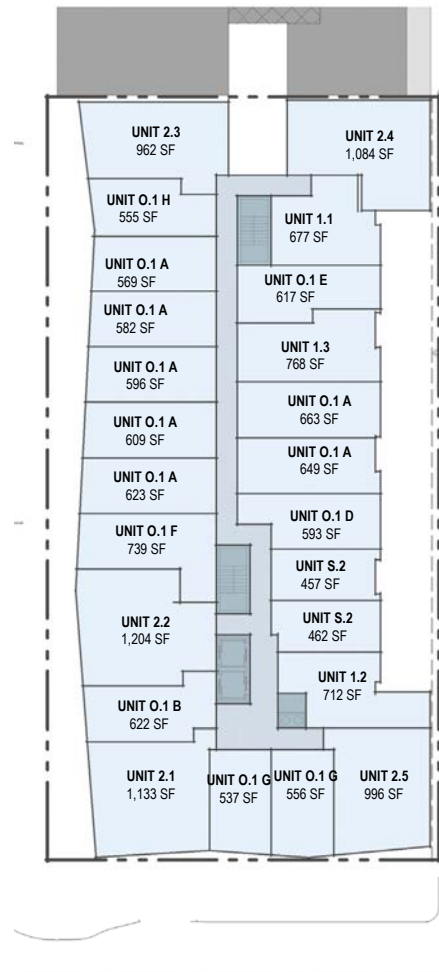 UNIT 2.3
962 SF
UNIT 2.4
1,084 SF
UNIT O.1 H
555 SF
UNIT 1.1
677 SF
UNIT O.1 A
569 SF
UNIT O.1 E
617 SF
UNIT O.1 A
582 SF
UNIT 1.3
768 SF
UNIT O.1 A
596 SF
UNIT O.1 A
663 SF
UNIT O.1 A
609 SF
UNIT O.1 A
649 SF
UNIT O.1 A
623 SF
UNIT O.1 D
593 SF
UNIT O.1 F
739 SF
UNIT S.2
457 SF
UNIT 2.2
1,204 SF
UNIT S.2
462 SF
UNIT 1.2
712 SF
UNIT O.1 B
622 SF
UNIT 2.1
1,133 SF
UNIT O.1 G
537 SF
UNIT O.1 G
556 SF
UNIT 2.5
996 SF